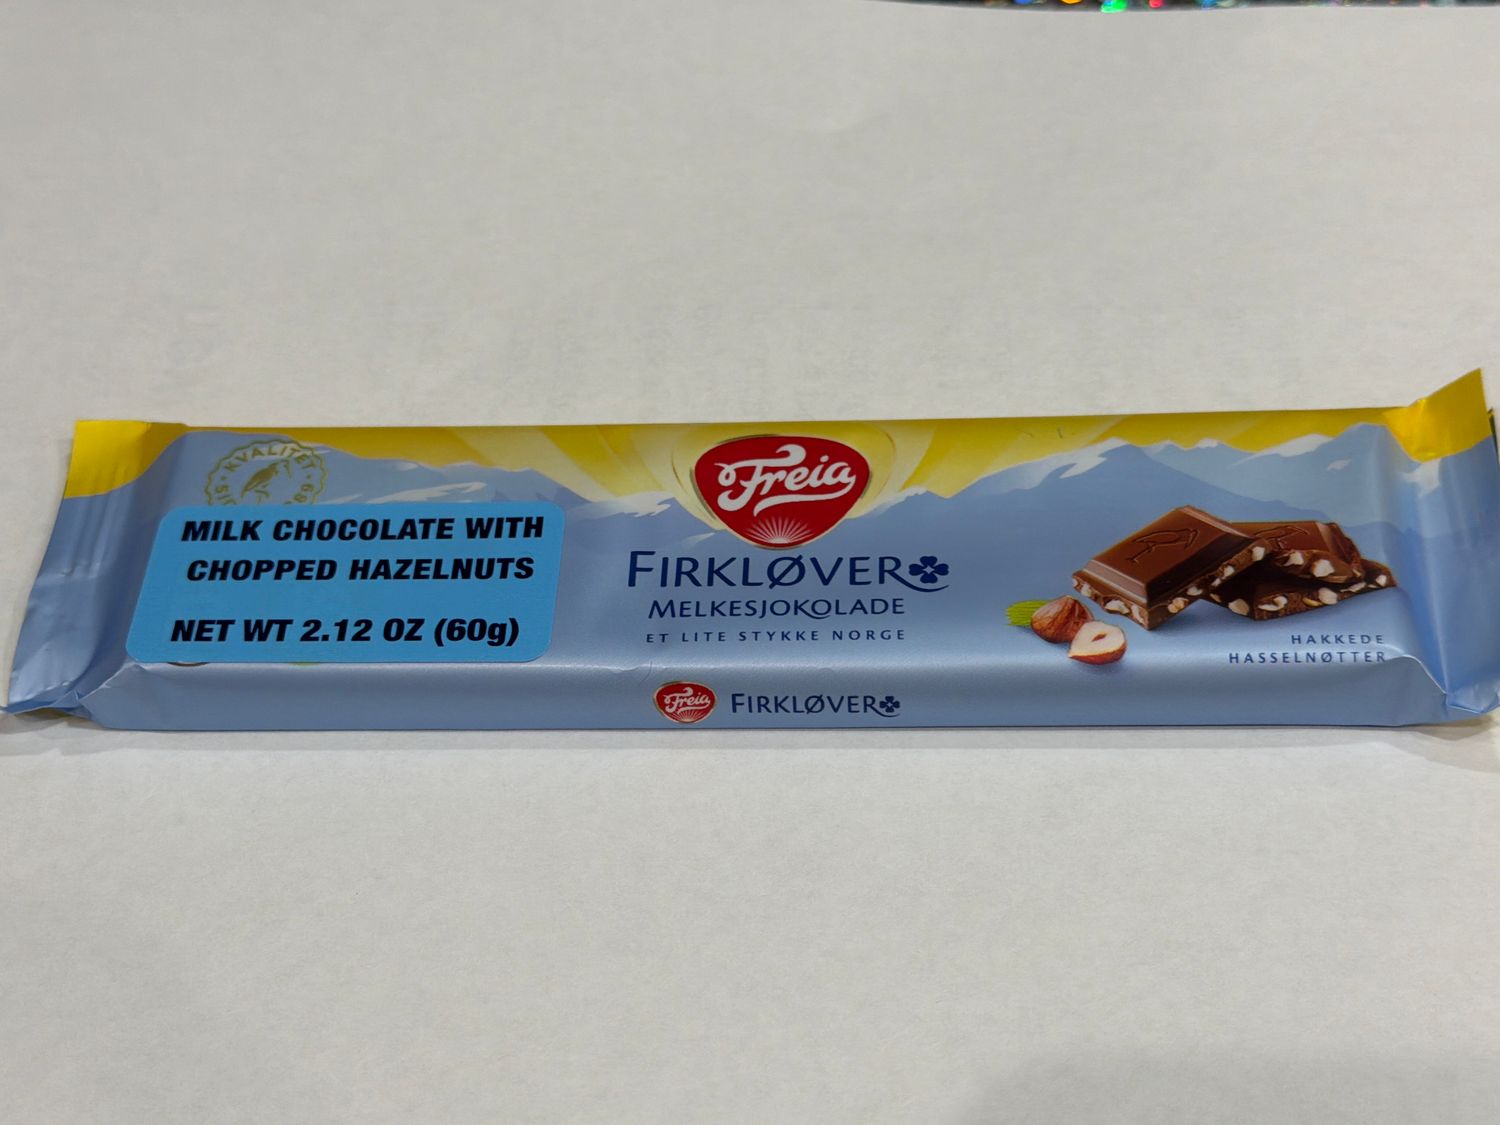 KVALITET
MILK CHOCOLATE WITH
CHOPPED HAZELNUTS
NET WT 2.12 OZ (60g)
Freia
FIRKLØVER
MELKESJOKOLADE
ET LITE STYKKE NORGE
HAKKEDE
HASSELNØTTER
Freia FIRKLØVER